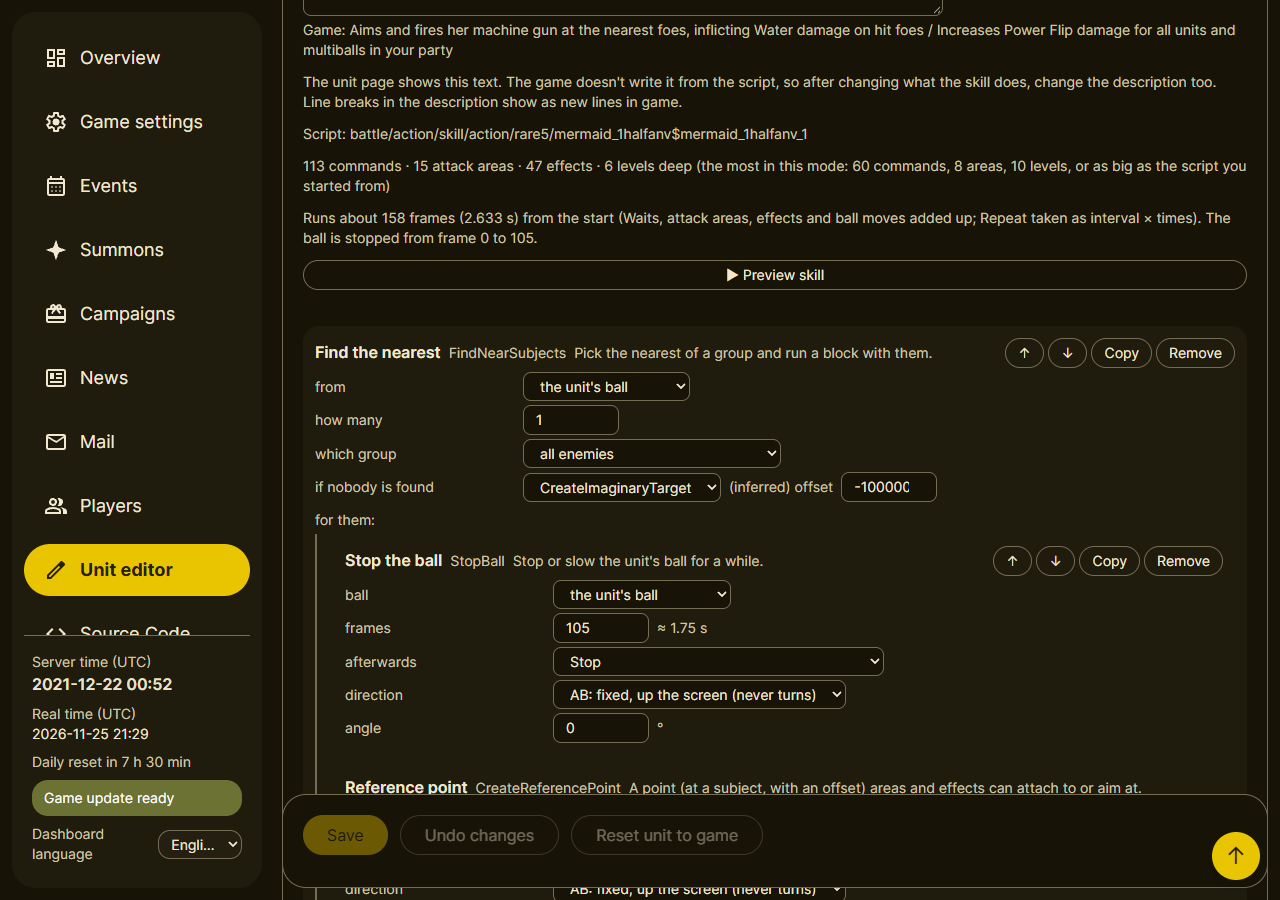 Overview
Game settings
Events
Summons
Campaigns
News
Mail
Players
Unit editor
Source Code
Server time (UTC)
2021-12-22 00:52
Real time (UTC)
2026-11-25 21:29
Daily reset in 7 h 30 min
Game update ready
Dashboard
language
Engli...
Game: Aims and fires her machine gun at the nearest foes, inflicting Water damage on hit foes / Increases Power Flip damage for all units and
multiballs in your party
The unit page shows this text. The game doesn't write it from the script, so after changing what the skill does, change the description too.
Line breaks in the description show as new lines in game.
Script: battle/action/skill/action/rare5/mermaid_1halfanv$mermaid_1halfanv_1
113 commands · 15 attack areas · 47 effects · 6 levels deep (the most in this mode: 60 commands, 8 areas, 10 levels, or as big as the script you
started from)
Runs about 158 frames (2.633 s) from the start (Waits, attack areas, effects and ball moves added up; Repeat taken as interval × times). The
ball is stopped from frame 0 to 105.
▶ Preview skill
Find the nearest FindNearSubjects Pick the nearest of a group and run a block with them. ↑ ↓ Copy Remove
from the unit's ball
how many 1
which group all enemies
if nobody is found CreateImaginaryTarget (inferred) offset -100000
for them:
Stop the ball StopBall Stop or slow the unit's ball for a while. ↑ ↓ Copy Remove
ball the unit's ball
frames 105 ≈ 1.75 s
afterwards Stop
direction AB: fixed, up the screen (never turns)
angle 0 °
Reference point CreateReferencePoint A point (at a subject, with an offset) areas and effects can attach to or aim at.
Save Undo changes Reset unit to game
direction AB: fixed, up the screen (never turns)